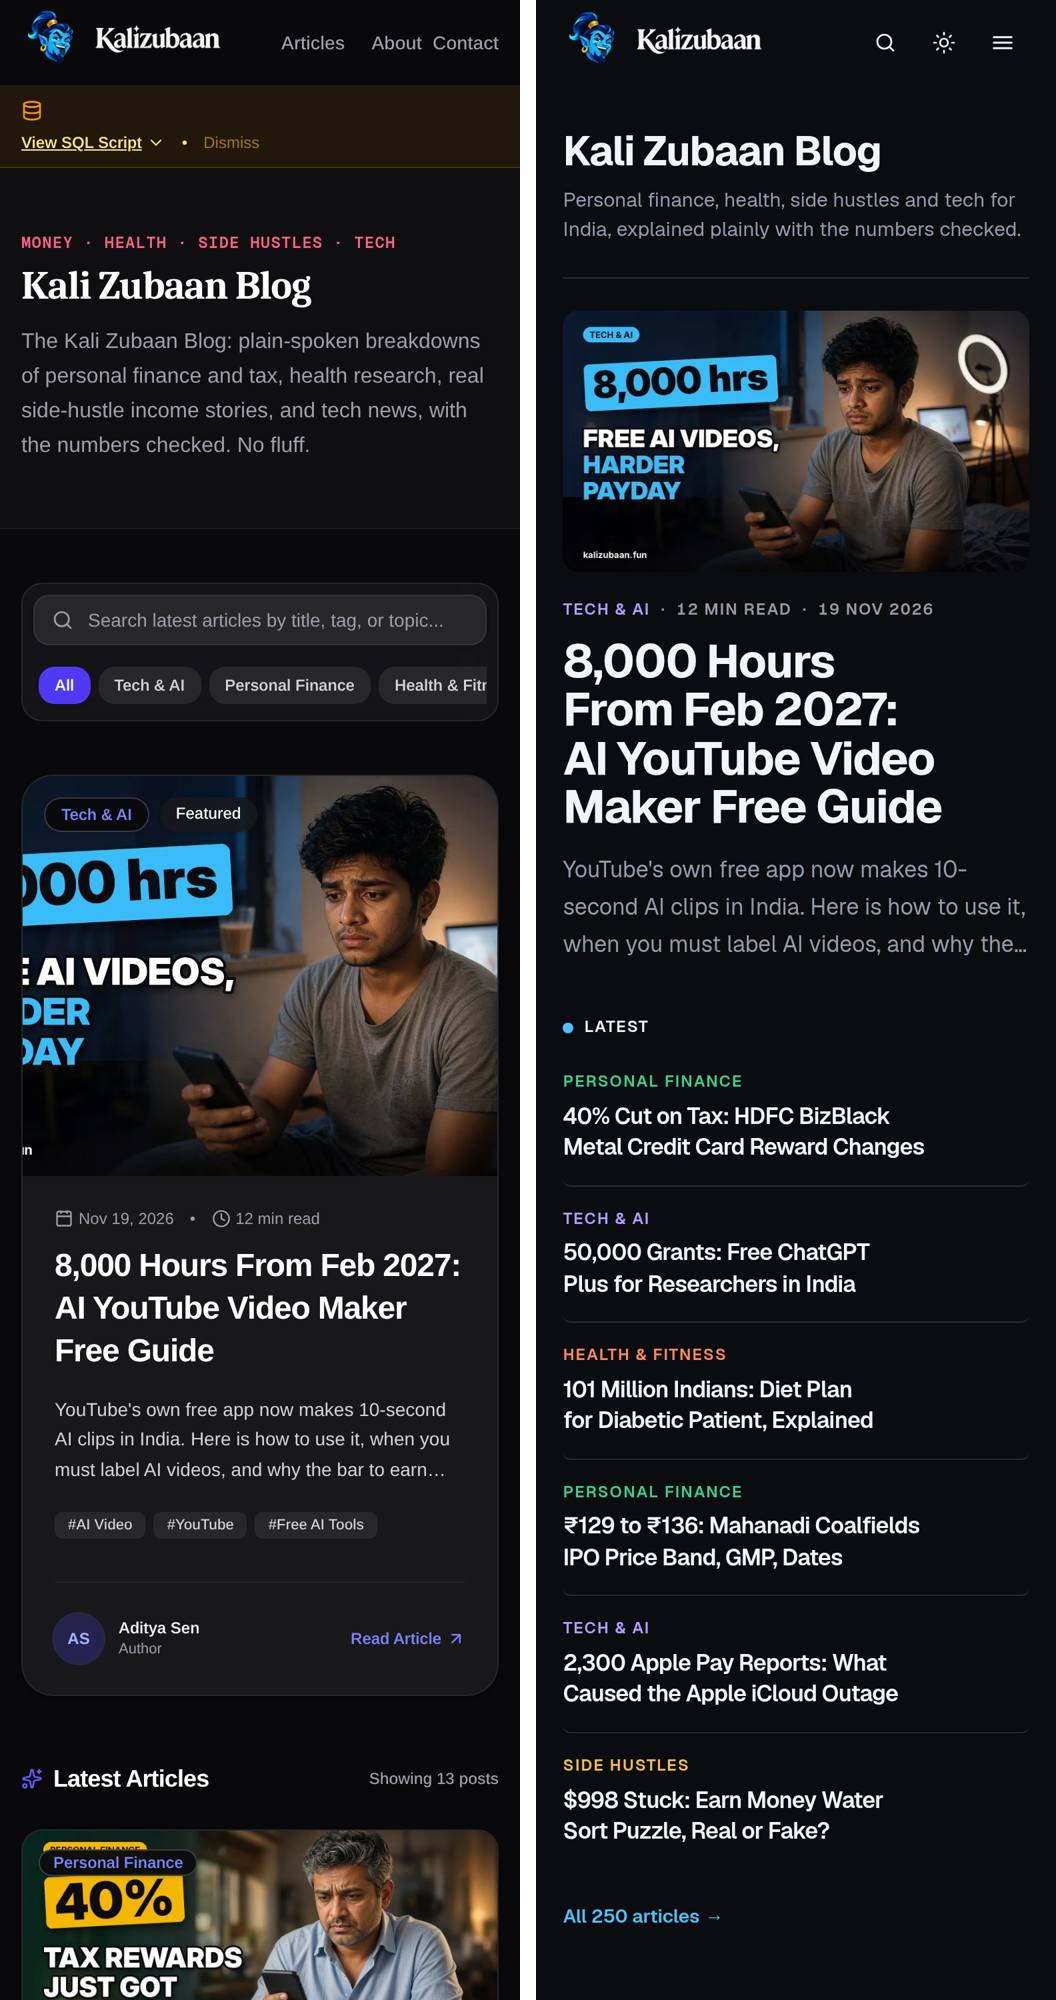 Kalizubaan
Articles About Contact
View SQL Script • Dismiss
MONEY · HEALTH · SIDE HUSTLES · TECH
Kali Zubaan Blog
The Kali Zubaan Blog: plain-spoken breakdowns
of personal finance and tax, health research, real
side-hustle income stories, and tech news, with
the numbers checked. No fluff.
Search latest articles by title, tag, or topic...
All Tech & AI Personal Finance Health & Fitr
Tech & AI Featured
000 hrs
E AI VIDEOS,
DER
DAY
un
Nov 19, 2026 • 12 min read
8,000 Hours From Feb 2027:
AI YouTube Video Maker
Free Guide
YouTube's own free app now makes 10-second
AI clips in India. Here is how to use it, when you
must label AI videos, and why the bar to earn...
#AI Video #YouTube #Free AI Tools
AS Aditya Sen
Author
Read Article
Latest Articles Showing 13 posts
PERSONAL FINANCE
Personal Finance
40%
TAX REWARDS
JUST GOT
Kalizubaan
Kali Zubaan Blog
Personal finance, health, side hustles and tech for
India, explained plainly with the numbers checked.
TECH & AI
8,000 hrs
FREE AI VIDEOS,
HARDER
PAYDAY
kalizubaan.fun
TECH & AI · 12 MIN READ · 19 NOV 2026
8,000 Hours
From Feb 2027:
AI YouTube Video
Maker Free Guide
YouTube's own free app now makes 10-
second AI clips in India. Here is how to use it,
when you must label AI videos, and why the...
LATEST
PERSONAL FINANCE
40% Cut on Tax: HDFC BizBlack
Metal Credit Card Reward Changes
TECH & AI
50,000 Grants: Free ChatGPT
Plus for Researchers in India
HEALTH & FITNESS
101 Million Indians: Diet Plan
for Diabetic Patient, Explained
PERSONAL FINANCE
₹129 to ₹136: Mahanadi Coalfields
IPO Price Band, GMP, Dates
TECH & AI
2,300 Apple Pay Reports: What
Caused the Apple iCloud Outage
SIDE HUSTLES
$998 Stuck: Earn Money Water
Sort Puzzle, Real or Fake?
All 250 articles →